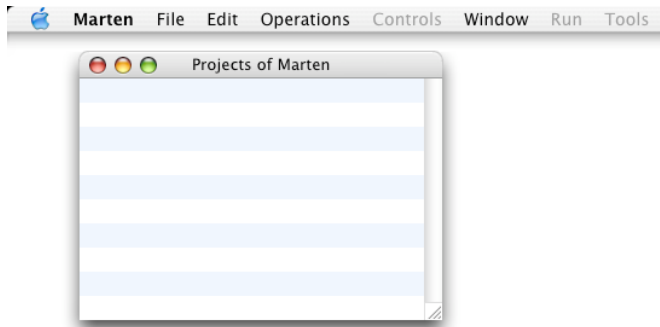 Marten File Edit Operations Controls Window Run Tools
Projects of Marten